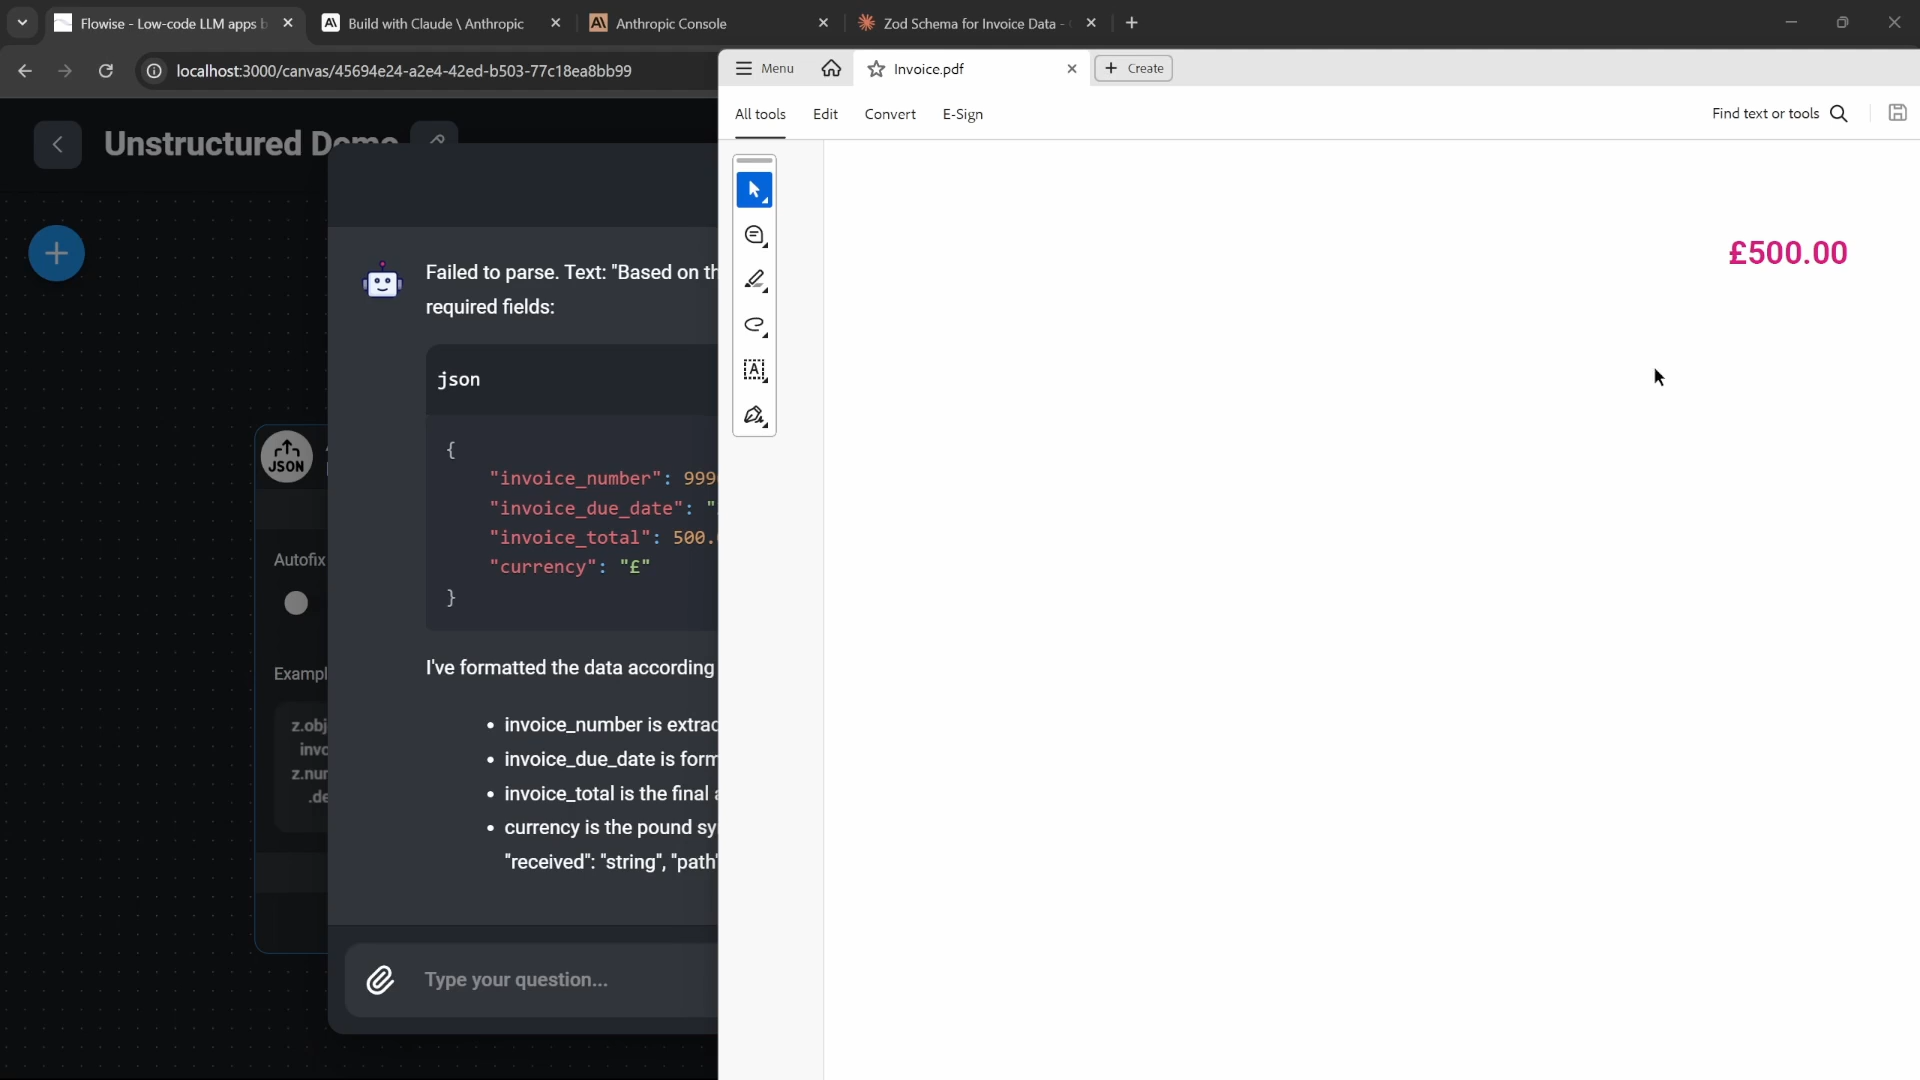 Flowise - Low-code LLM apps b
Build with Claude \ Anthropic
Anthropic Console
Zod Schema for Invoice Data -
localhost:3000/canvas/45694e24-a2e4-42ed-b503-77c18ea8bb99
Menu
Invoice.pdf
Create
All tools
Edit
Convert
E-Sign
Find text or tools
Unstructured Demo
£500.00
Failed to parse. Text: "Based on th
required fields:
json
{
"invoice_number": 999
"invoice_due_date": "
"invoice_total": 500.
"currency": "£"
}
JSON
Autofix
I've formatted the data according
Exampl
z.obj
invo
z.nur
.de
• invoice_number is extrac
• invoice_due_date is form
• invoice_total is the final a
• currency is the pound sy
"received": "string", "path"
Type your question...